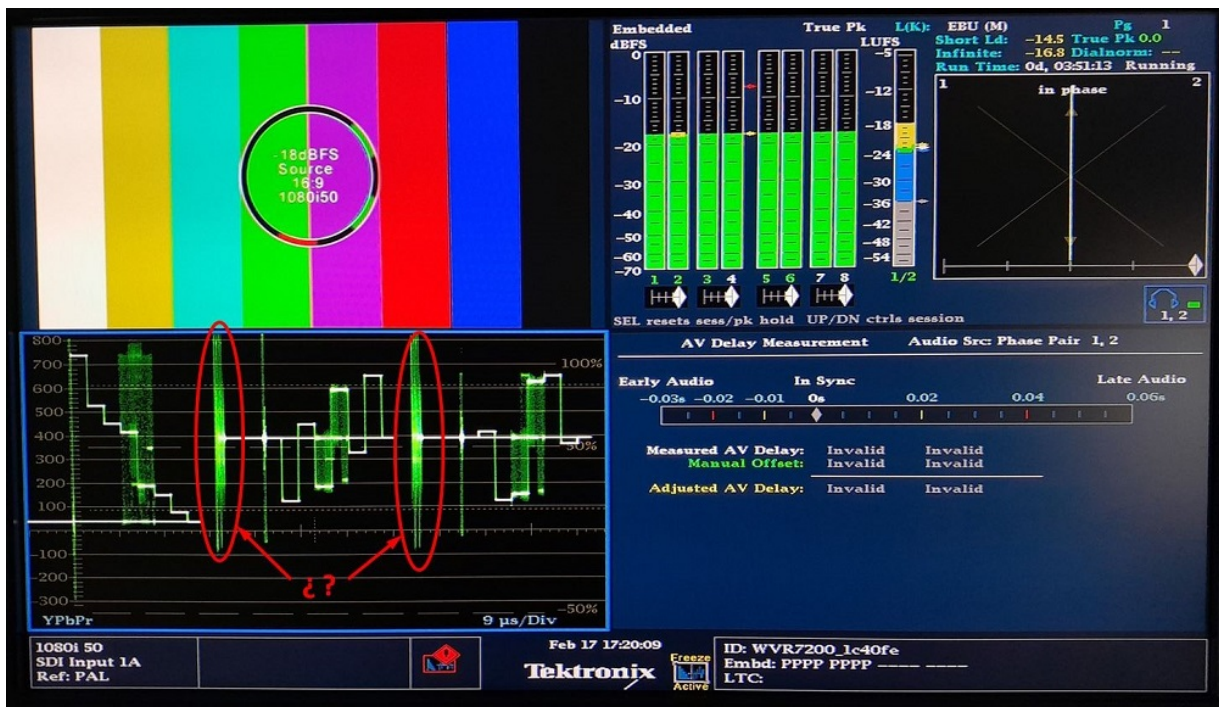 -18dBFS
Source
16:9
1080i50
Embedded True Pk L(K): EBU (M) Pg 1
dBFS LUFS Short Ld: -14.5 True Pk 0.0
Infinite: -16.8 Dialnorm: --
Run Time: 0d, 03:51:13 Running
0
-10
-20
-30
-40
-50
-60
-70
-5
-12
-18
-24
-30
-36
-42
-48
-54
1 2 3 4 5 6 7 8 1/2
1 in phase 2
SEL resets sess/pk hold UP/DN ctrls session
1, 2
800
700
600
500
400
300
200
100
-100
-200
-300
100%
50%
-50%
¿ ?
YPbPr 9 µs/Div
AV Delay Measurement Audio Src: Phase Pair 1, 2
Early Audio In Sync Late Audio
-0.03s -0.02 -0.01 0s 0.02 0.04 0.06s
Measured AV Delay: Invalid Invalid
Manual Offset: Invalid Invalid
Adjusted AV Delay: Invalid Invalid
1080i 50
SDI Input 1A
Ref: PAL
Feb 17 17:20:09
Tektronix
Freeze
Active
ID: WVR7200_1c40fe
Embd: PPPP PPPP ---- ----
LTC: